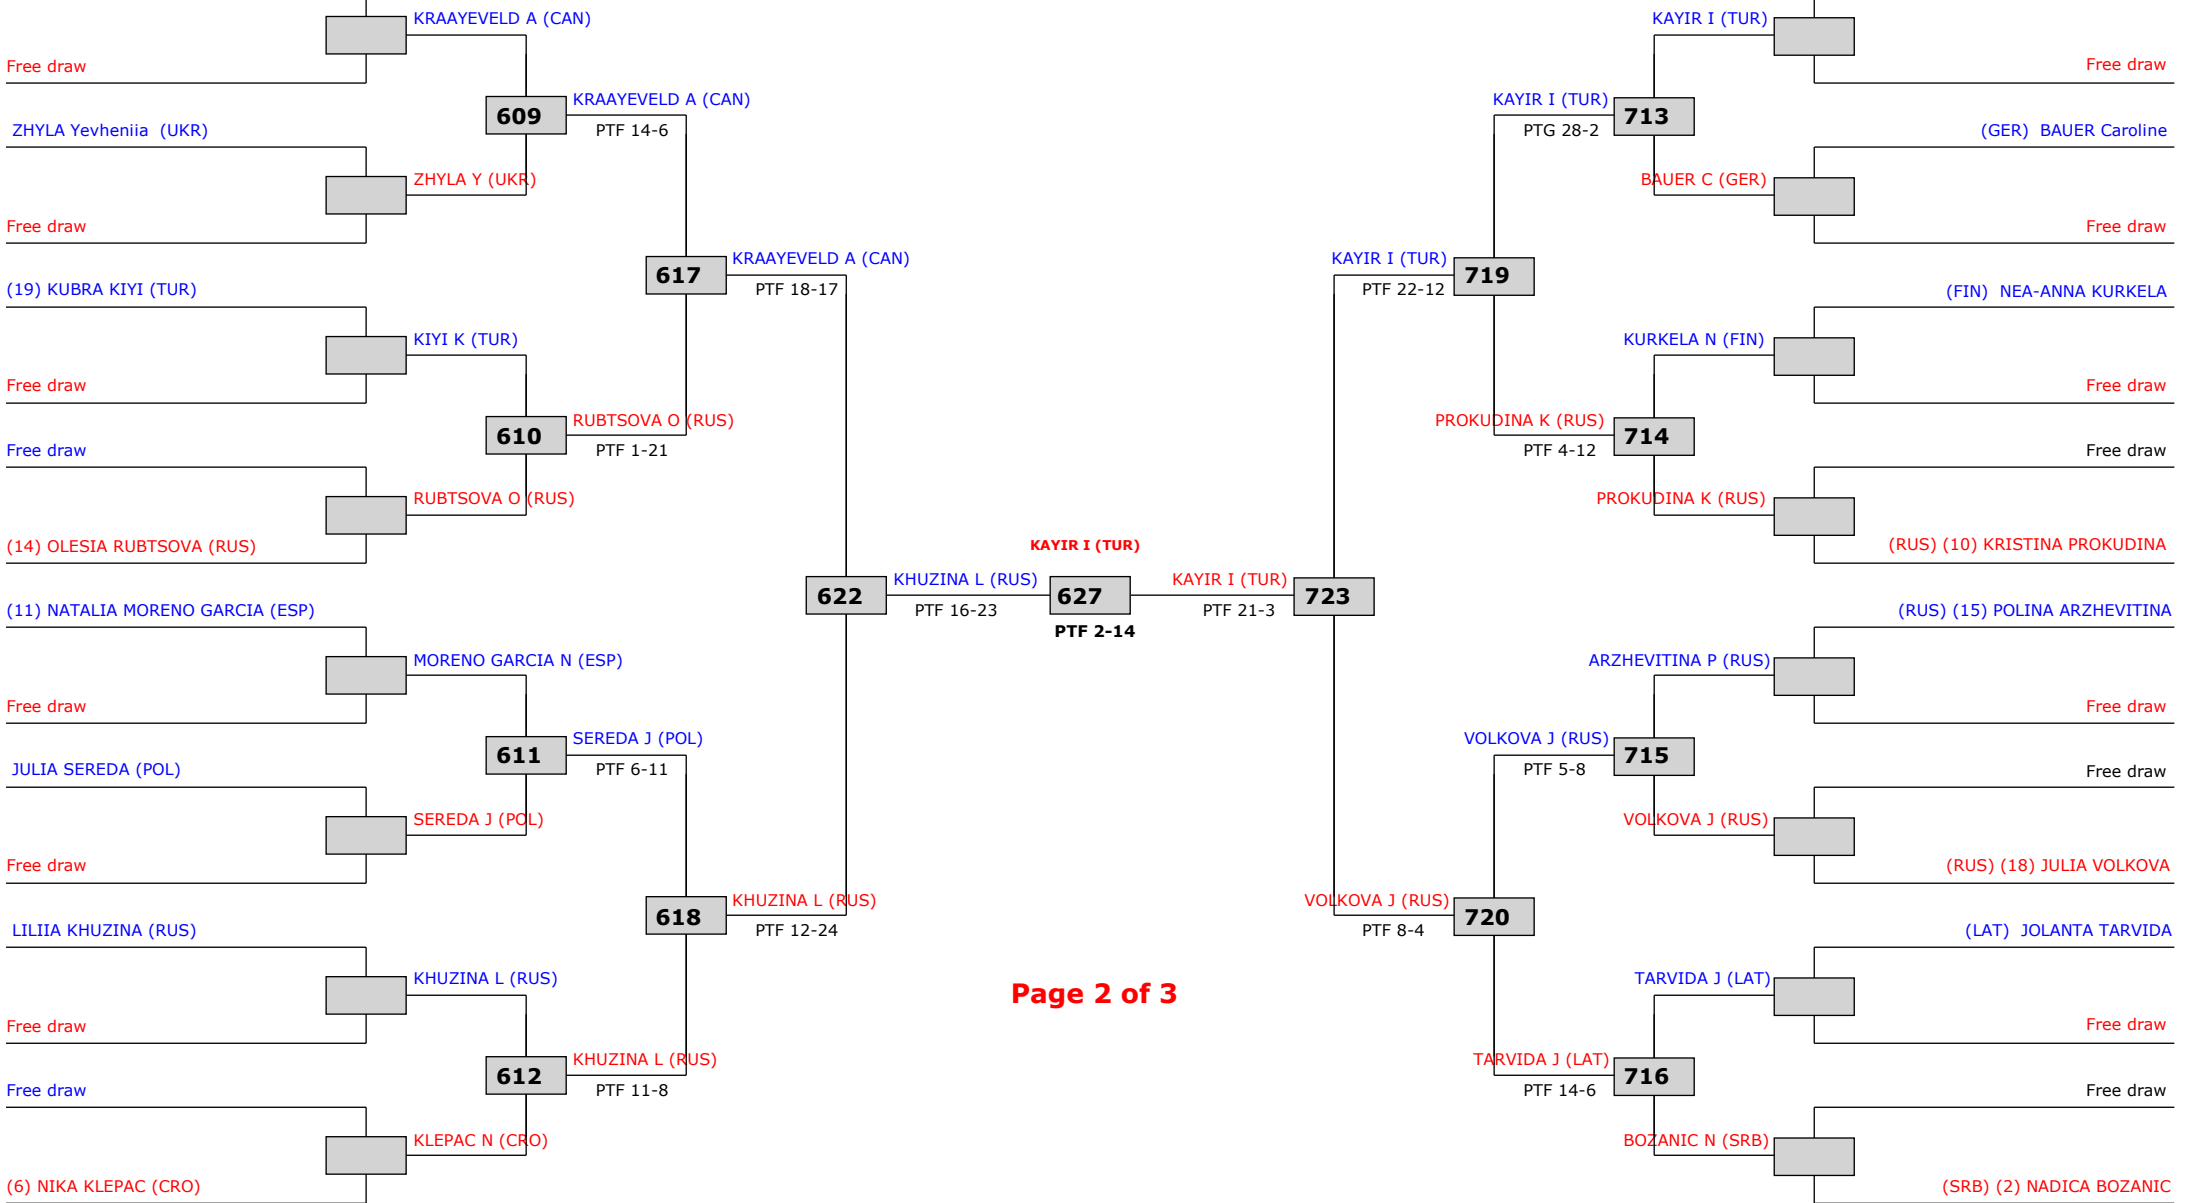 KRAAYEVELD A (CAN)
Free draw
609
KRAAYEVELD A (CAN)
PTF 14-6
ZHYLA Yevheniia  (UKR)
ZHYLA Y (UKR)
Free draw
617
KRAAYEVELD A (CAN)
PTF 18-17
(19) KUBRA KIYI (TUR)
KIYI K (TUR)
Free draw
610
RUBTSOVA O (RUS)
PTF 1-21
Free draw
RUBTSOVA O (RUS)
(14) OLESIA RUBTSOVA (RUS)
622
KHUZINA L (RUS)
PTF 16-23
(11) NATALIA MORENO GARCIA (ESP)
MORENO GARCIA N (ESP)
Free draw
611
SEREDA J (POL)
PTF 6-11
JULIA SEREDA (POL)
SEREDA J (POL)
Free draw
618
KHUZINA L (RUS)
PTF 12-24
LILIIA KHUZINA (RUS)
KHUZINA L (RUS)
Free draw
612
KHUZINA L (RUS)
PTF 11-8
Free draw
KLEPAC N (CRO)
(6) NIKA KLEPAC (CRO)
KAYIR I (TUR)
627
PTF 2-14
Page 2 of 3
KAYIR I (TUR)
Free draw
KAYIR I (TUR)
713
PTG 28-2
(GER)  BAUER Caroline
BAUER C (GER)
Free draw
KAYIR I (TUR)
719
PTF 22-12
(FIN)  NEA-ANNA KURKELA
KURKELA N (FIN)
Free draw
PROKUDINA K (RUS)
714
PTF 4-12
Free draw
PROKUDINA K (RUS)
(RUS) (10) KRISTINA PROKUDINA
KAYIR I (TUR)
723
PTF 21-3
(RUS) (15) POLINA ARZHEVITINA
ARZHEVITINA P (RUS)
Free draw
VOLKOVA J (RUS)
715
PTF 5-8
Free draw
VOLKOVA J (RUS)
(RUS) (18) JULIA VOLKOVA
VOLKOVA J (RUS)
720
PTF 8-4
(LAT)  JOLANTA TARVIDA
TARVIDA J (LAT)
Free draw
TARVIDA J (LAT)
716
PTF 14-6
Free draw
BOZANIC N (SRB)
(SRB) (2) NADICA BOZANIC